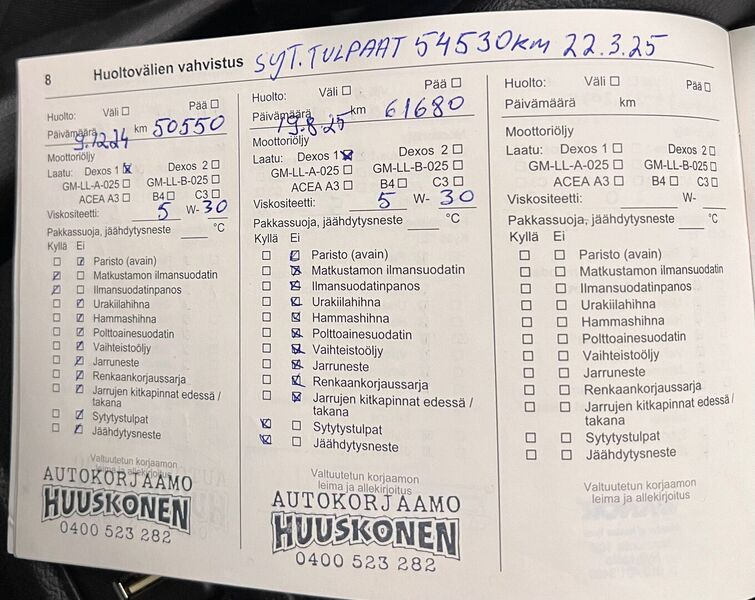 8 Huoltovälien vahvistus SYT.TULPAAT 54530km 22.3.25
Huolto: Väli ☐ Pää ☐
Päivämäärä 9.12.24 km 50550
Moottoriöljy
Laatu: Dexos 1 ☒ Dexos 2 ☐
GM-LL-A-025 ☐ GM-LL-B-025 ☐
ACEA A3 ☐ B4 ☐ C3 ☐
Viskositeetti: 5 W- 30
Pakkassuoja, jäähdytysneste °C
Kyllä Ei
☐ ☒ Paristo (avain)
☒ ☐ Matkustamon ilmansuodatin
☒ ☐ Ilmansuodatinpanos
☐ ☒ Urakiilahihna
☐ ☒ Hammashihna
☐ ☒ Polttoainesuodatin
☐ ☒ Vaihteistoöljy
☐ ☒ Jarruneste
☐ ☒ Renkaankorjaussarja
☐ ☒ Jarrujen kitkapinnat edessä /
takana
☐ ☒ Sytytystulpat
☐ ☒ Jäähdytysneste
Valtuutetun korjaamon
leima ja allekirjoitus
AUTOKORJAAMO
HUUSKONEN
0400 523 282
Huolto: Väli ☐ Pää ☐
Päivämäärä 19.8.25 km 61680
Moottoriöljy
Laatu: Dexos 1 ☒ Dexos 2 ☐
GM-LL-A-025 ☐ GM-LL-B-025 ☐
ACEA A3 ☐ B4 ☐ C3 ☐
Viskositeetti: 5 W- 30
Pakkassuoja, jäähdytysneste °C
Kyllä Ei
☐ ☒ Paristo (avain)
☐ ☒ Matkustamon ilmansuodatin
☐ ☒ Ilmansuodatinpanos
☐ ☒ Urakiilahihna
☐ ☒ Hammashihna
☐ ☒ Polttoainesuodatin
☐ ☒ Vaihteistoöljy
☐ ☒ Jarruneste
☐ ☒ Renkaankorjaussarja
☐ ☒ Jarrujen kitkapinnat edessä /
takana
☒ ☐ Sytytystulpat
☒ ☐ Jäähdytysneste
Valtuutetun korjaamon
leima ja allekirjoitus
AUTOKORJAAMO
HUUSKONEN
0400 523 282
Huolto: Väli ☐ Pää ☐
Päivämäärä km
Moottoriöljy
Laatu: Dexos 1 ☐ Dexos 2 ☐
GM-LL-A-025 ☐ GM-LL-B-025 ☐
ACEA A3 ☐ B4 ☐ C3 ☐
Viskositeetti: W-
Pakkassuoja, jäähdytysneste °C
Kyllä Ei
☐ ☐ Paristo (avain)
☐ ☐ Matkustamon ilmansuodatin
☐ ☐ Ilmansuodatinpanos
☐ ☐ Urakiilahihna
☐ ☐ Hammashihna
☐ ☐ Polttoainesuodatin
☐ ☐ Vaihteistoöljy
☐ ☐ Jarruneste
☐ ☐ Renkaankorjaussarja
☐ ☐ Jarrujen kitkapinnat edessä /
takana
☐ ☐ Sytytystulpat
☐ ☐ Jäähdytysneste
Valtuutetun korjaamon
leima ja allekirjoitus